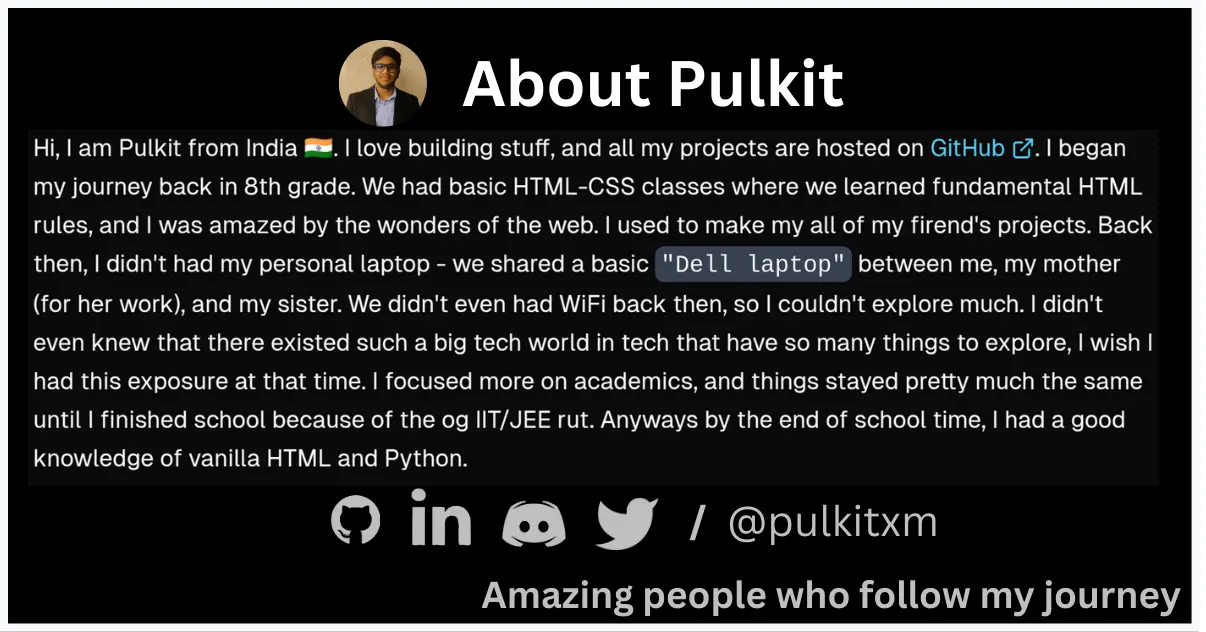 About Pulkit
Hi, I am Pulkit from India 🇮🇳. I love building stuff, and all my projects are hosted on GitHub. I began
my journey back in 8th grade. We had basic HTML-CSS classes where we learned fundamental HTML
rules, and I was amazed by the wonders of the web. I used to make my all of my firend's projects. Back
then, I didn't had my personal laptop - we shared a basic "Dell laptop" between me, my mother
(for her work), and my sister. We didn't even had WiFi back then, so I couldn't explore much. I didn't
even knew that there existed such a big tech world in tech that have so many things to explore, I wish I
had this exposure at that time. I focused more on academics, and things stayed pretty much the same
until I finished school because of the og IIT/JEE rut. Anyways by the end of school time, I had a good
knowledge of vanilla HTML and Python.
in / @pulkitxm
Amazing people who follow my journey